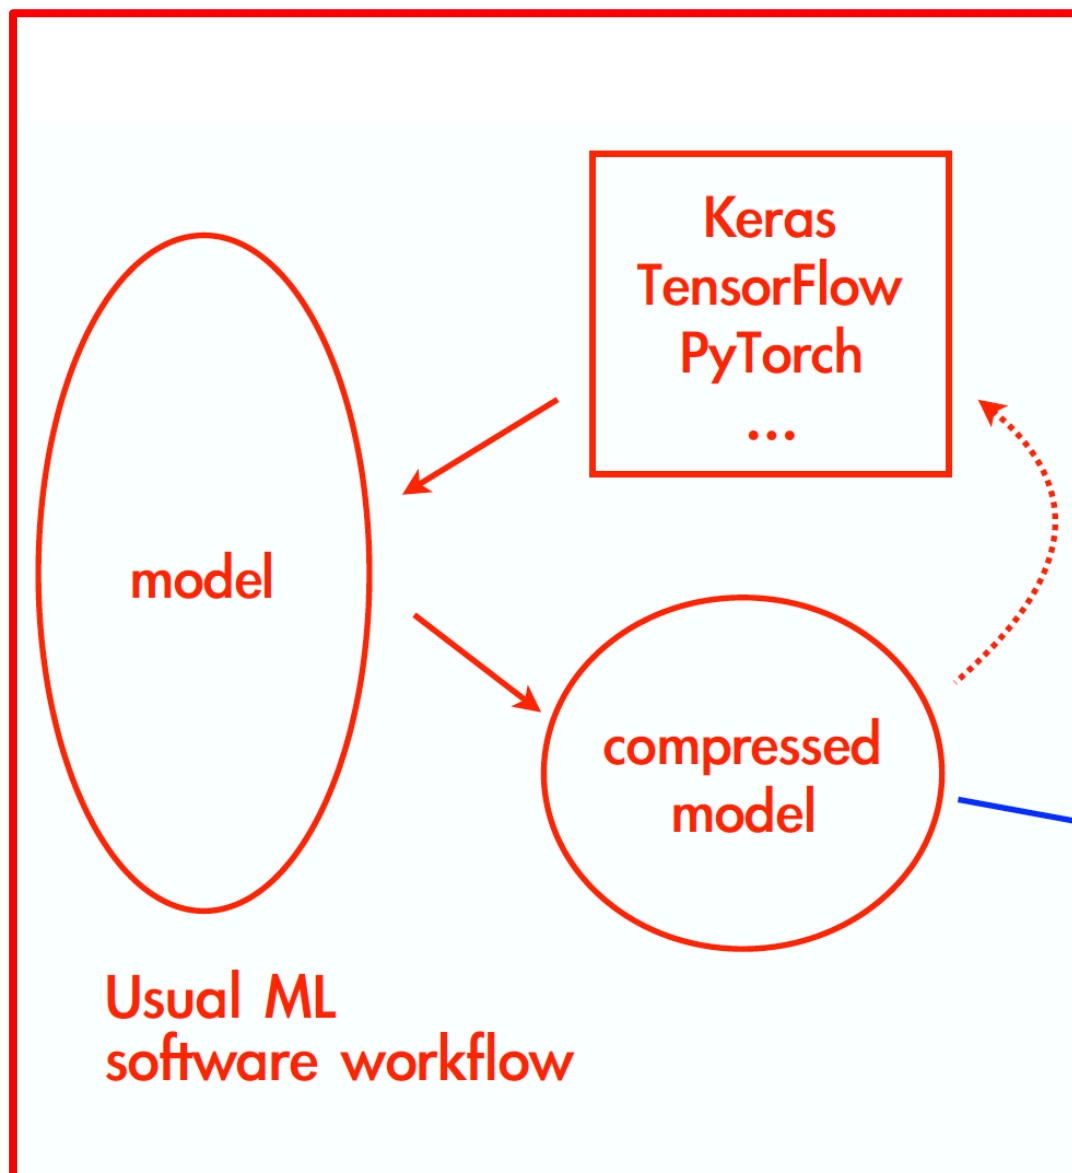 Keras
TensorFlow
PyTorch
...
model
compressed
model
Usual ML
software workflow